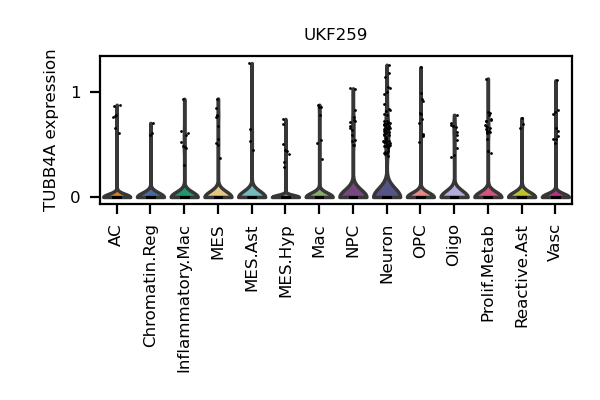 UKF259
TUBB4A expression
1
0
AC
Chromatin.Reg
Inflammatory.Mac
MES
MES.Ast
MES.Hyp
Mac
NPC
Neuron
OPC
Oligo
Prolif.Metab
Reactive.Ast
Vasc